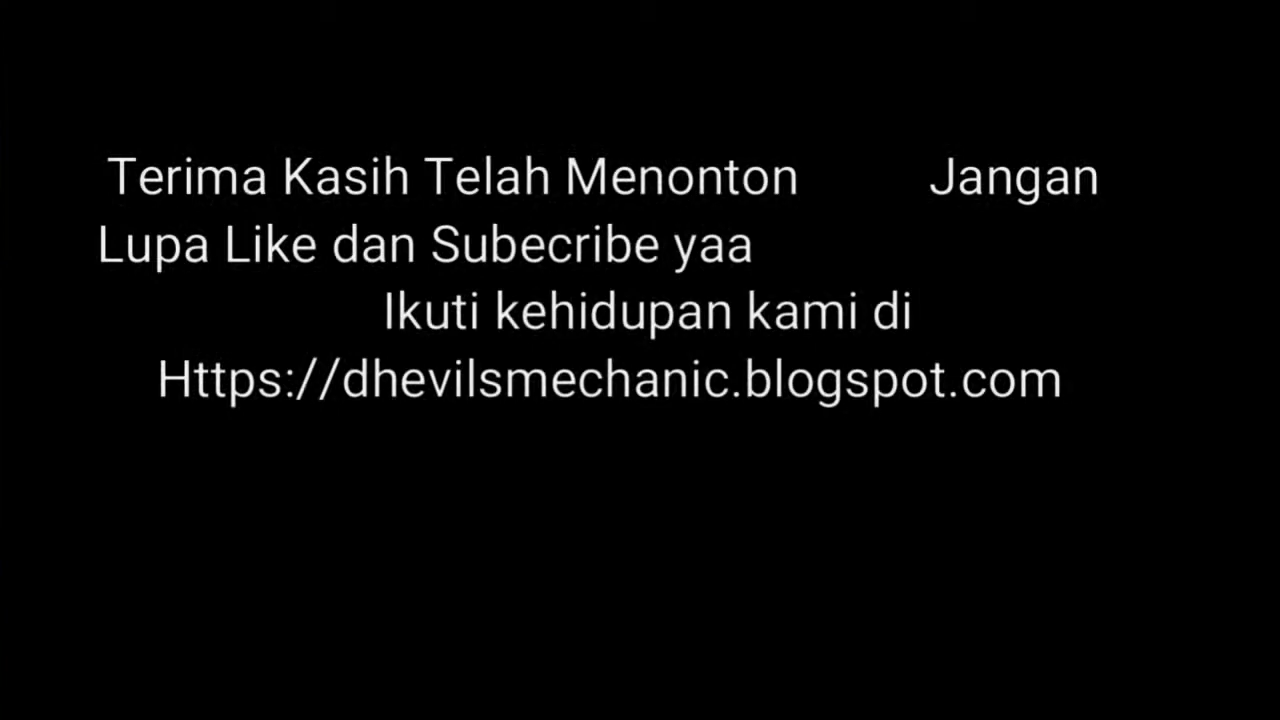 Terima Kasih Telah Menonton Jangan
Lupa Like dan Subecribe yaa
Ikuti kehidupan kami di
Https://dhevilsmechanic.blogspot.com